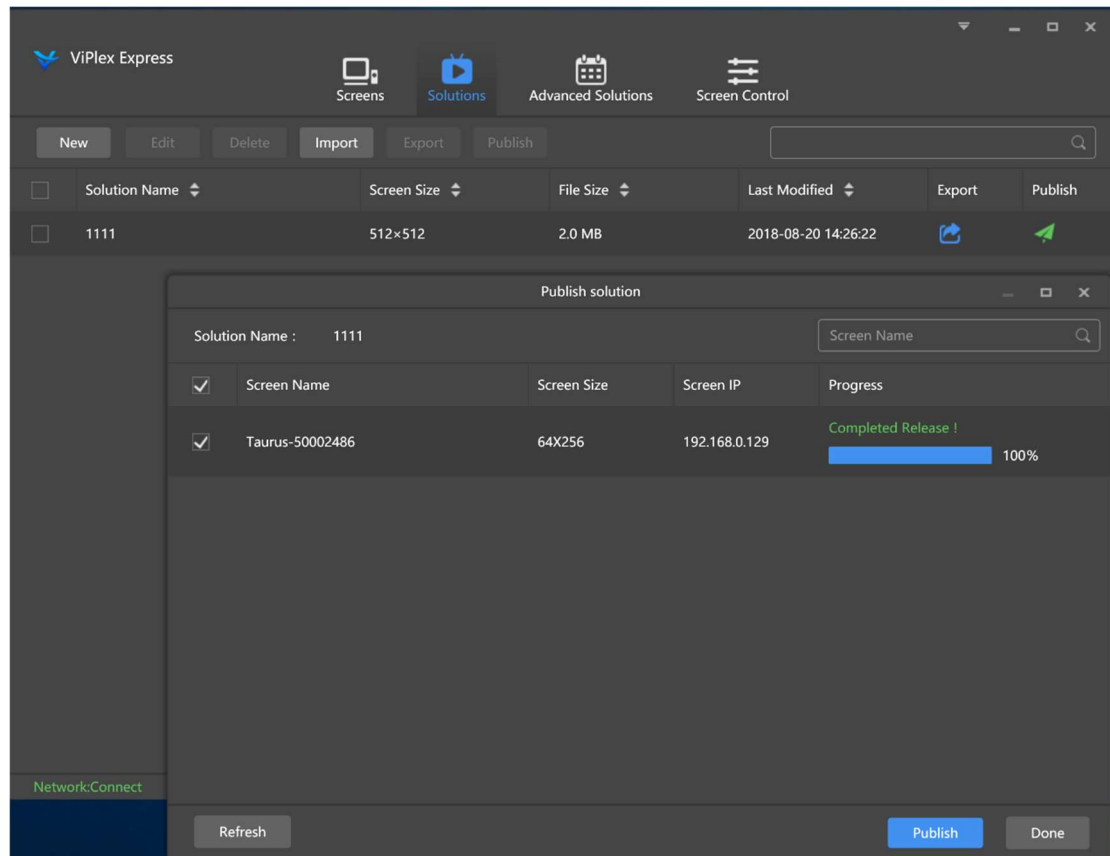 ViPlex Express
Screens Solutions Advanced Solutions Screen Control
New Edit Delete Import Export Publish
Solution Name Screen Size File Size Last Modified Export Publish
1111 512×512 2.0 MB 2018-08-20 14:26:22
Publish solution
Solution Name : 1111 Screen Name
Screen Name Screen Size Screen IP Progress
Completed Release !
Taurus-50002486 64X256 192.168.0.129
100%
Network:Connect
Refresh Publish Done